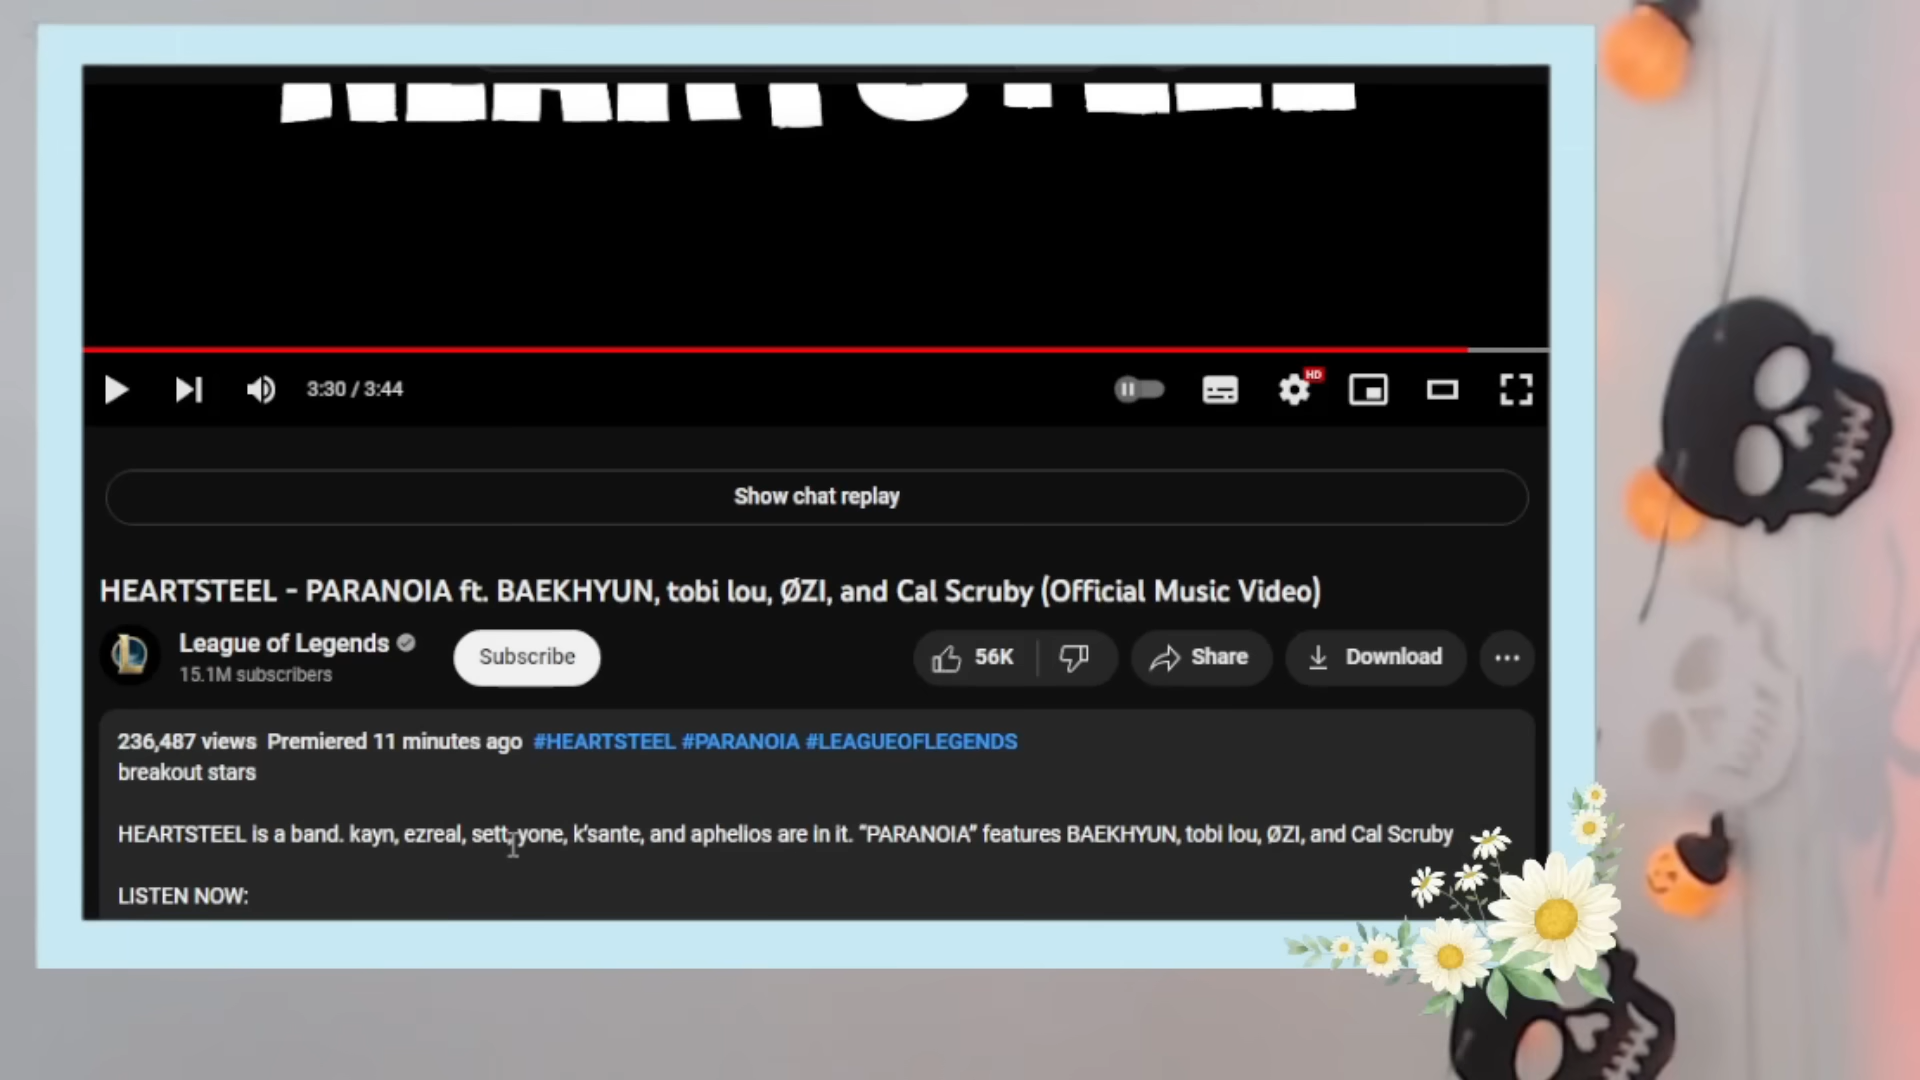 HEARTSTEEL
3:30 / 3:44
HD
Show chat replay
HEARTSTEEL - PARANOIA ft. BAEKHYUN, tobi lou, ØZI, and Cal Scruby (Official Music Video)
League of Legends
15.1M subscribers
Subscribe
56K
Share
Download
236,487 views Premiered 11 minutes ago #HEARTSTEEL #PARANOIA #LEAGUEOFLEGENDS
breakout stars
HEARTSTEEL is a band. kayn, ezreal, sett, yone, k'sante, and aphelios are in it. "PARANOIA" features BAEKHYUN, tobi lou, ØZI, and Cal Scruby
LISTEN NOW: